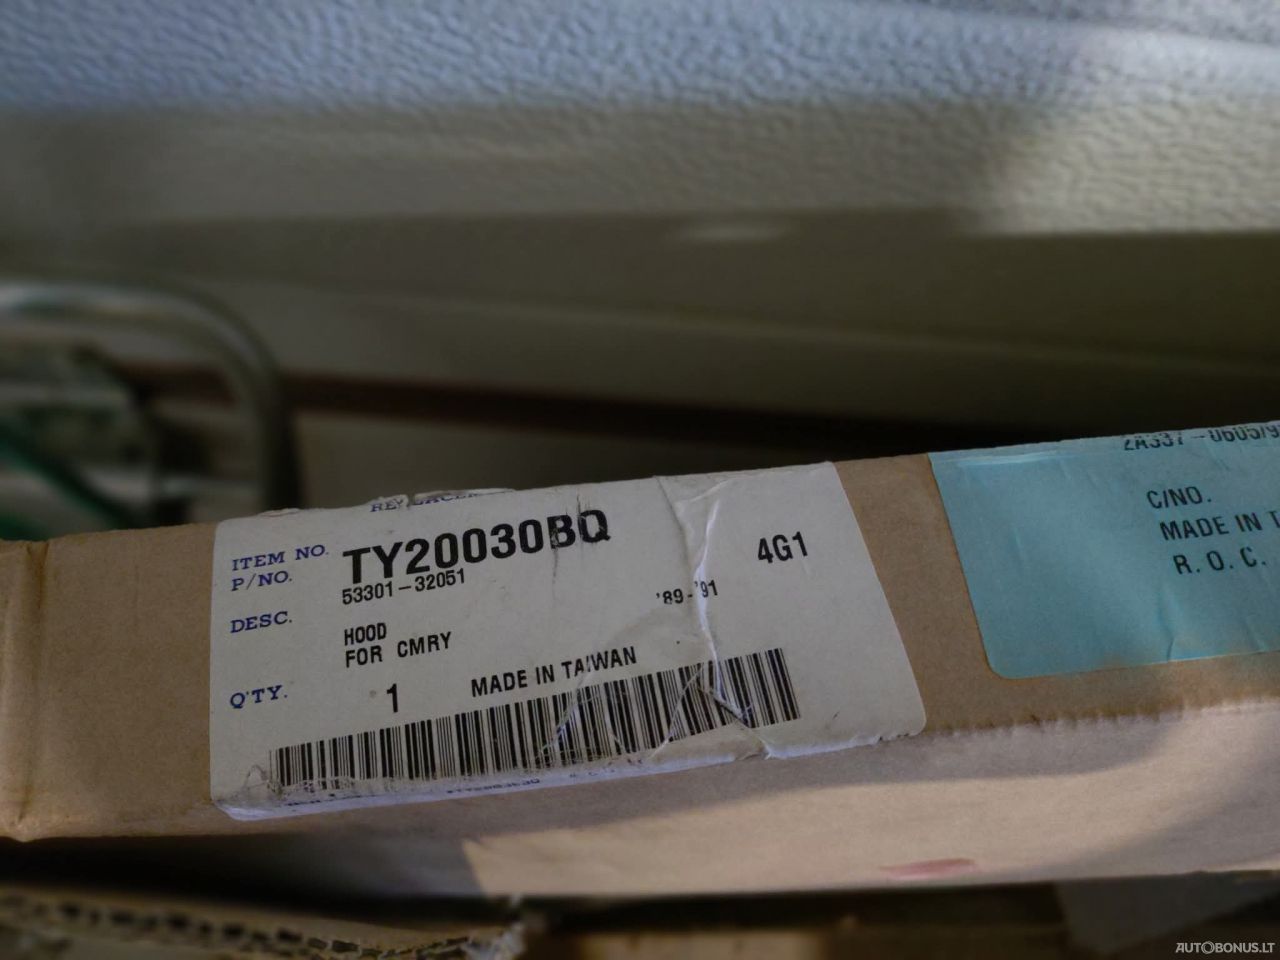 ITEM NO. TY20030BQ
P/NO. 53301-32051
4G1
'89-'91
DESC. HOOD
FOR CMRY
Q'TY. 1
MADE IN TAIWAN
C/NO.
MADE IN T
R. O. C.
AUTOBONUS.LT